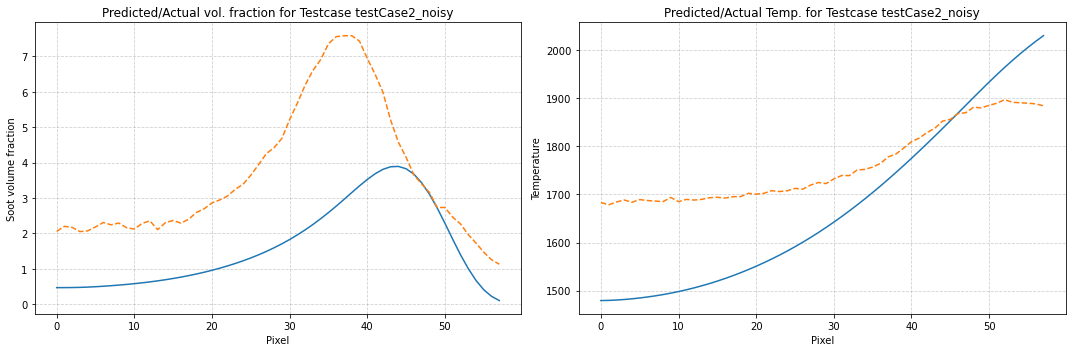 Predicted/Actual vol. fraction for Testcase testCase2_noisy
Soot volume fraction
7
6
5
4
3
2
1
0
0 10 20 30 40 50
Pixel
Predicted/Actual Temp. for Testcase testCase2_noisy
Temperature
2000
1900
1800
1700
1600
1500
0 10 20 30 40 50
Pixel